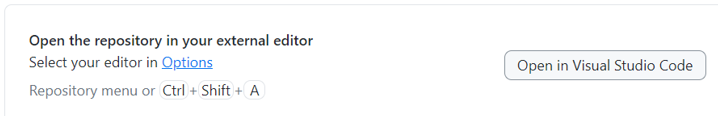 Open the repository in your external editor
Select your editor in Options
Open in Visual Studio Code
Repository menu or Ctrl + Shift + A